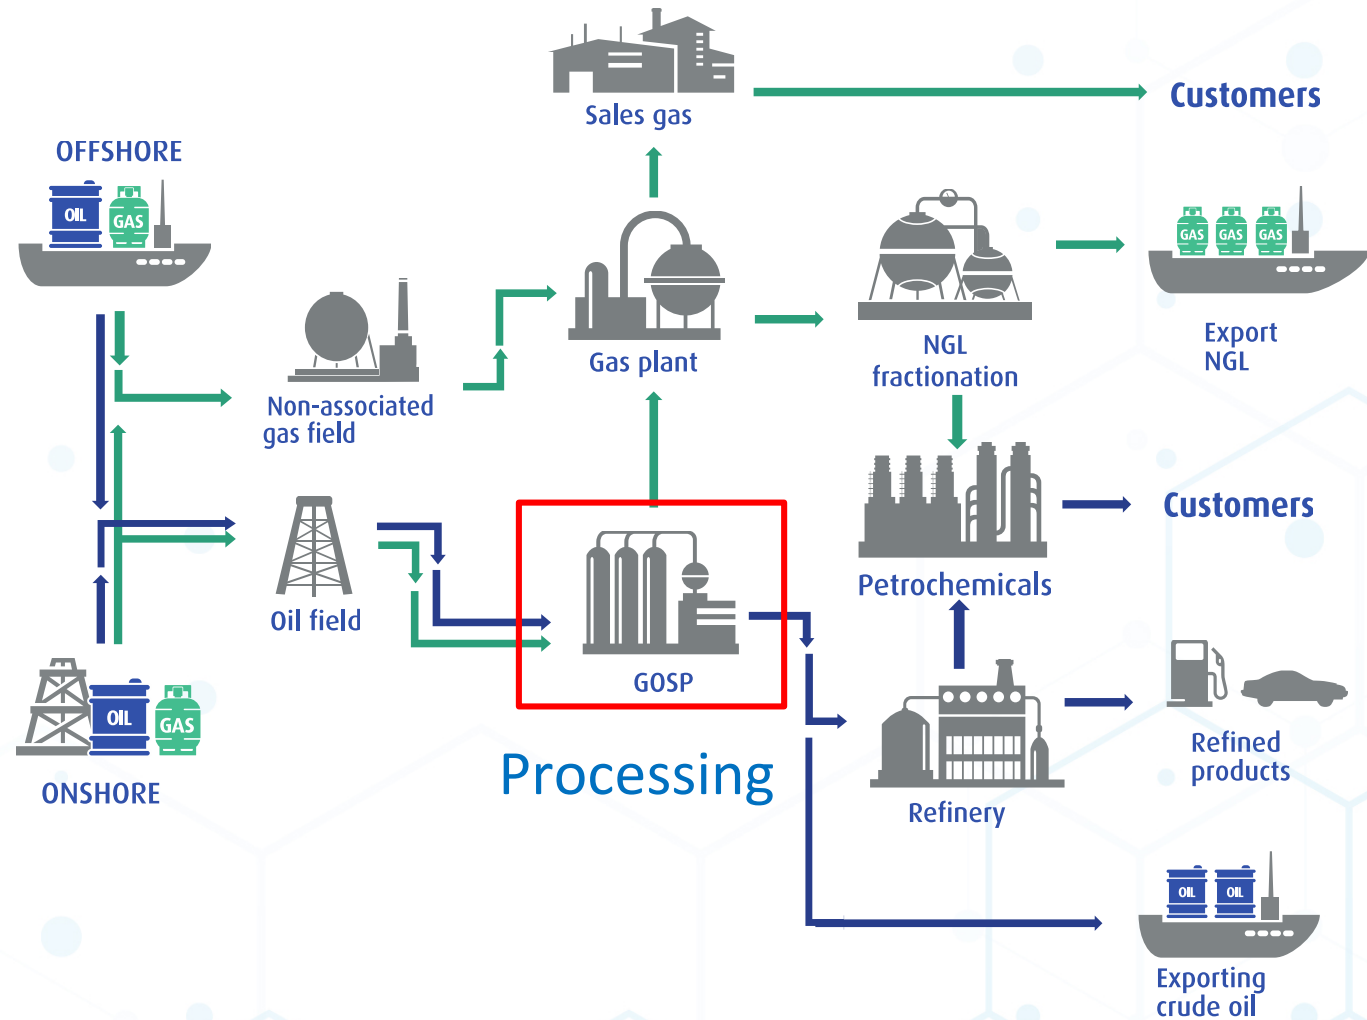 Sales gas
Customers
OFFSHORE
OIL
GAS
GAS
GAS
GAS
Export
NGL
NGL
fractionation
Gas plant
Non-associated
gas field
Customers
Petrochemicals
Oil field
GOSP
OIL
GAS
ONSHORE
Processing
Refinery
Refined
products
OIL
OIL
Exporting
crude oil